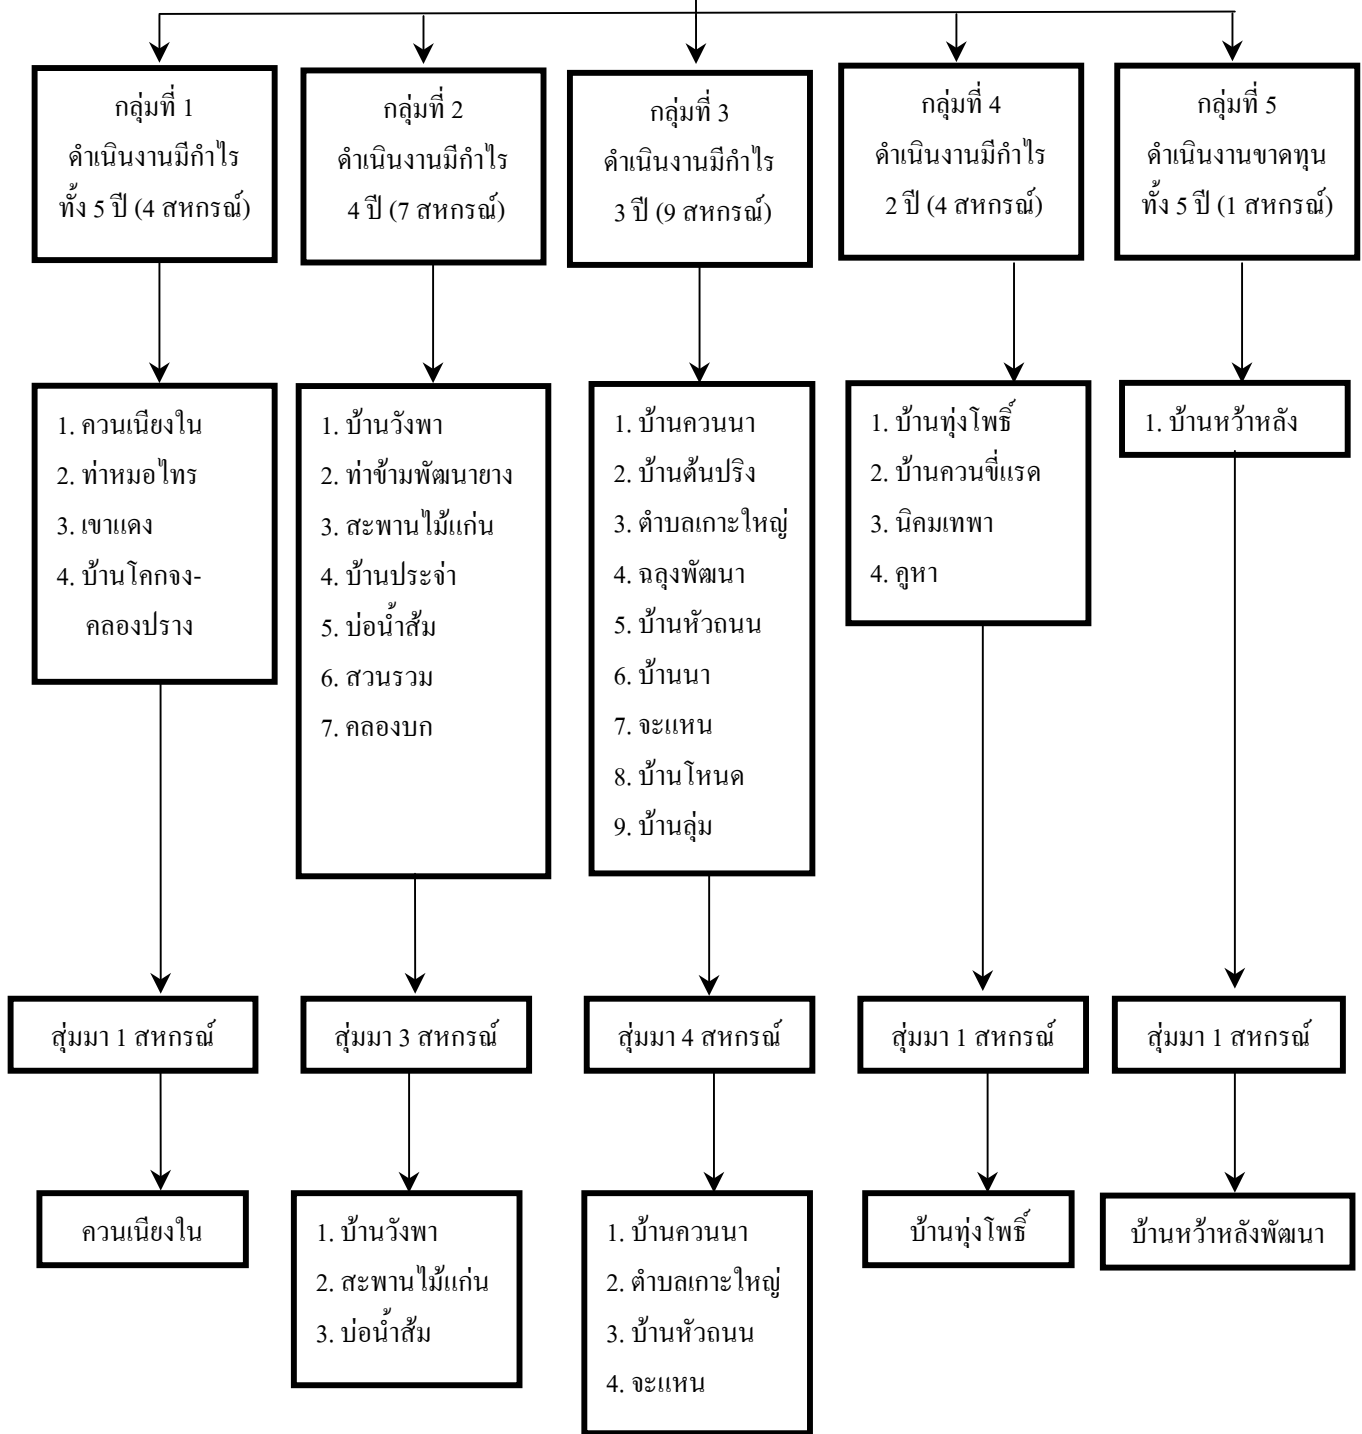 กลุ่มที่ 1
ดำเนินงานมีกำไร
ทั้ง 5 ปี (4 สหกรณ์)
กลุ่มที่ 2
ดำเนินงานมีกำไร
4 ปี (7 สหกรณ์)
กลุ่มที่ 3
ดำเนินงานมีกำไร
3 ปี (9 สหกรณ์)
กลุ่มที่ 4
ดำเนินงานมีกำไร
2 ปี (4 สหกรณ์)
กลุ่มที่ 5
ดำเนินงานขาดทุน
ทั้ง 5 ปี (1 สหกรณ์)
1. ควนเนียงใน
2. ท่าหมอไทร
3. เขาแดง
4. บ้านโคกจง-
คลองปราง
1. บ้านวังพา
2. ท่าข้ามพัฒนายาง
3. สะพานไม้แก่น
4. บ้านประจ่า
5. บ่อน้ำส้ม
6. สวนรวม
7. คลองบก
1. บ้านควนนา
2. บ้านต้นปริง
3. ตำบลเกาะใหญ่
4. ฉลุงพัฒนา
5. บ้านหัวถนน
6. บ้านนา
7. จะแหน
8. บ้านโหนด
9. บ้านลุ่ม
1. บ้านทุ่งโพธิ์
2. บ้านควนขี่แรด
3. นิคมเทพา
4. คูหา
1. บ้านหว้าหลัง
สุ่มมา 1 สหกรณ์
สุ่มมา 3 สหกรณ์
สุ่มมา 4 สหกรณ์
สุ่มมา 1 สหกรณ์
สุ่มมา 1 สหกรณ์
ควนเนียงใน
1. บ้านวังพา
2. สะพานไม้แก่น
3. บ่อน้ำส้ม
1. บ้านควนนา
2. ตำบลเกาะใหญ่
3. บ้านหัวถนน
4. จะแหน
บ้านทุ่งโพธิ์
บ้านหว้าหลังพัฒนา